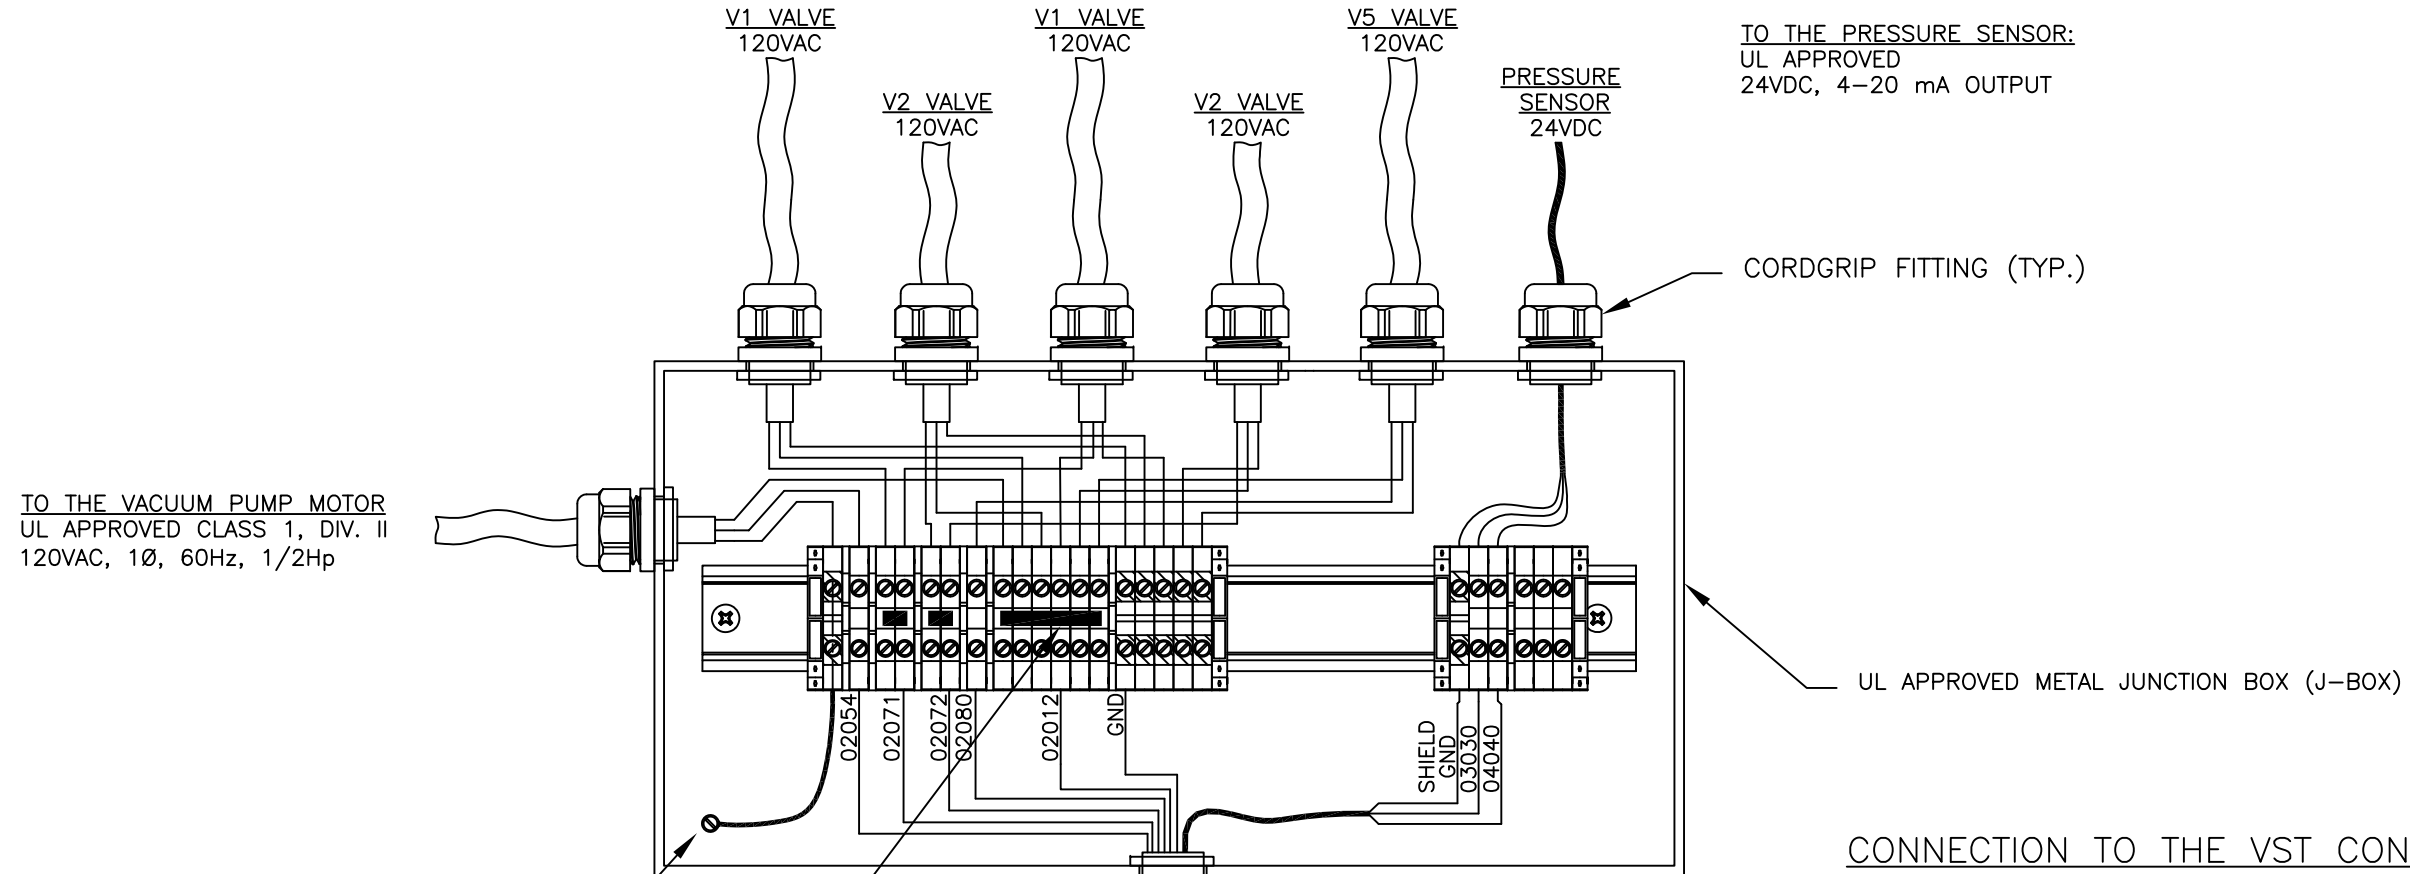 V1 VALVE
120VAC
V2 VALVE
120VAC
V1 VALVE
120VAC
V2 VALVE
120VAC
V5 VALVE
120VAC
PRESSURE
SENSOR
24VDC
TO THE PRESSURE SENSOR:
UL APPROVED
24VDC, 4-20 mA OUTPUT
CORDGRIP FITTING (TYP.)
TO THE VACUUM PUMP MOTOR
UL APPROVED CLASS 1, DIV. II
120VAC, 1Ø, 60Hz, 1/2Hp
UL APPROVED METAL JUNCTION BOX (J-BOX)
02054
02071
02072
02080
02012
GND
SHIELD
GND
03030
04040
CONNECTION TO THE VST CON